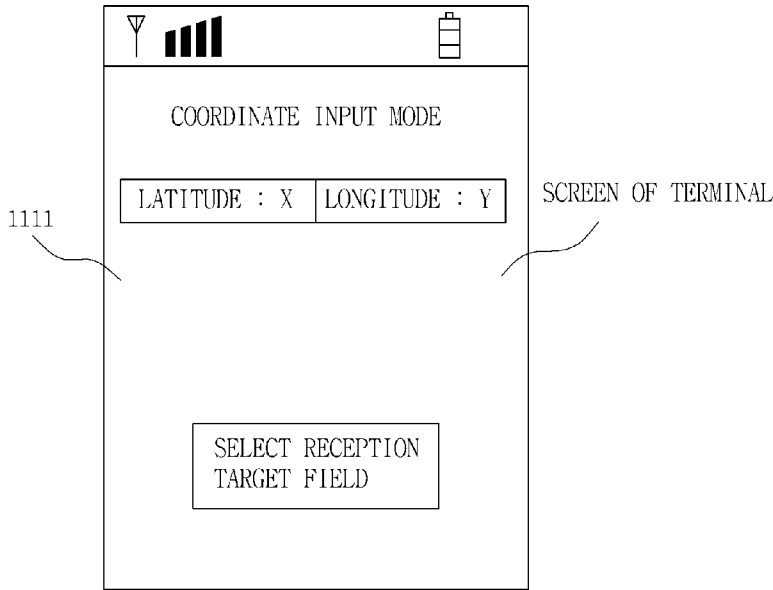 COORDINATE INPUT MODE
LATITUDE : X LONGITUDE : Y
SCREEN OF TERMINAL
1111
SELECT RECEPTION
TARGET FIELD